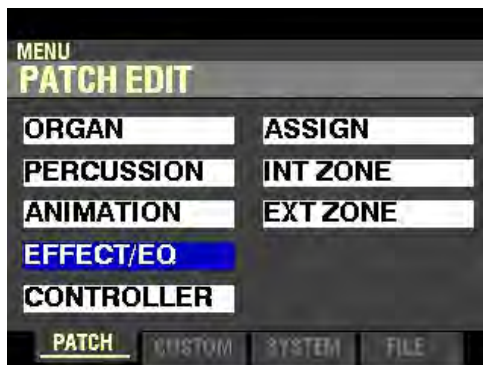 MENU
PATCH EDIT
ORGAN
PERCUSSION
ANIMATION
EFFECT/EQ
CONTROLLER
ASSIGN
INT ZONE
EXT ZONE
PATCH CUSTOM SYSTEM FILE